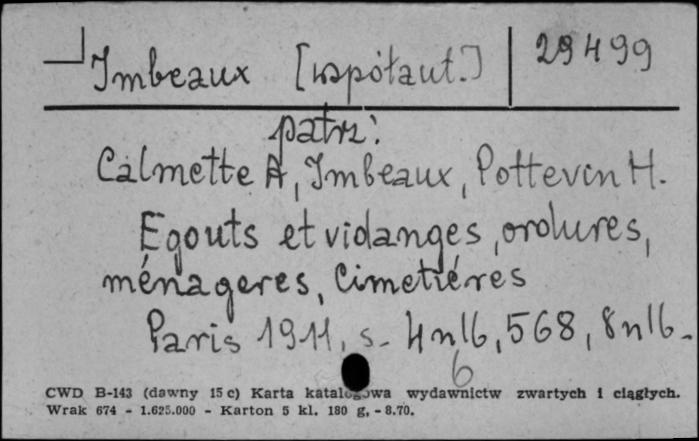 Imbeaux [współaut.] 29499
patrz:
Calmette A, Imbeaux, Pottevin H.
Egouts et vidanges, ordures,
ménageres, Cimetiéres
Paris 1911, s. 4nlb, 568, 8nlb.
6
CWD B-143 (dawny 15 c) Karta katalogowa wydawnictw zwartych i ciągłych.
Wrak 674 - 1.625.000 - Karton 5 kl. 180 g, - 8.70.